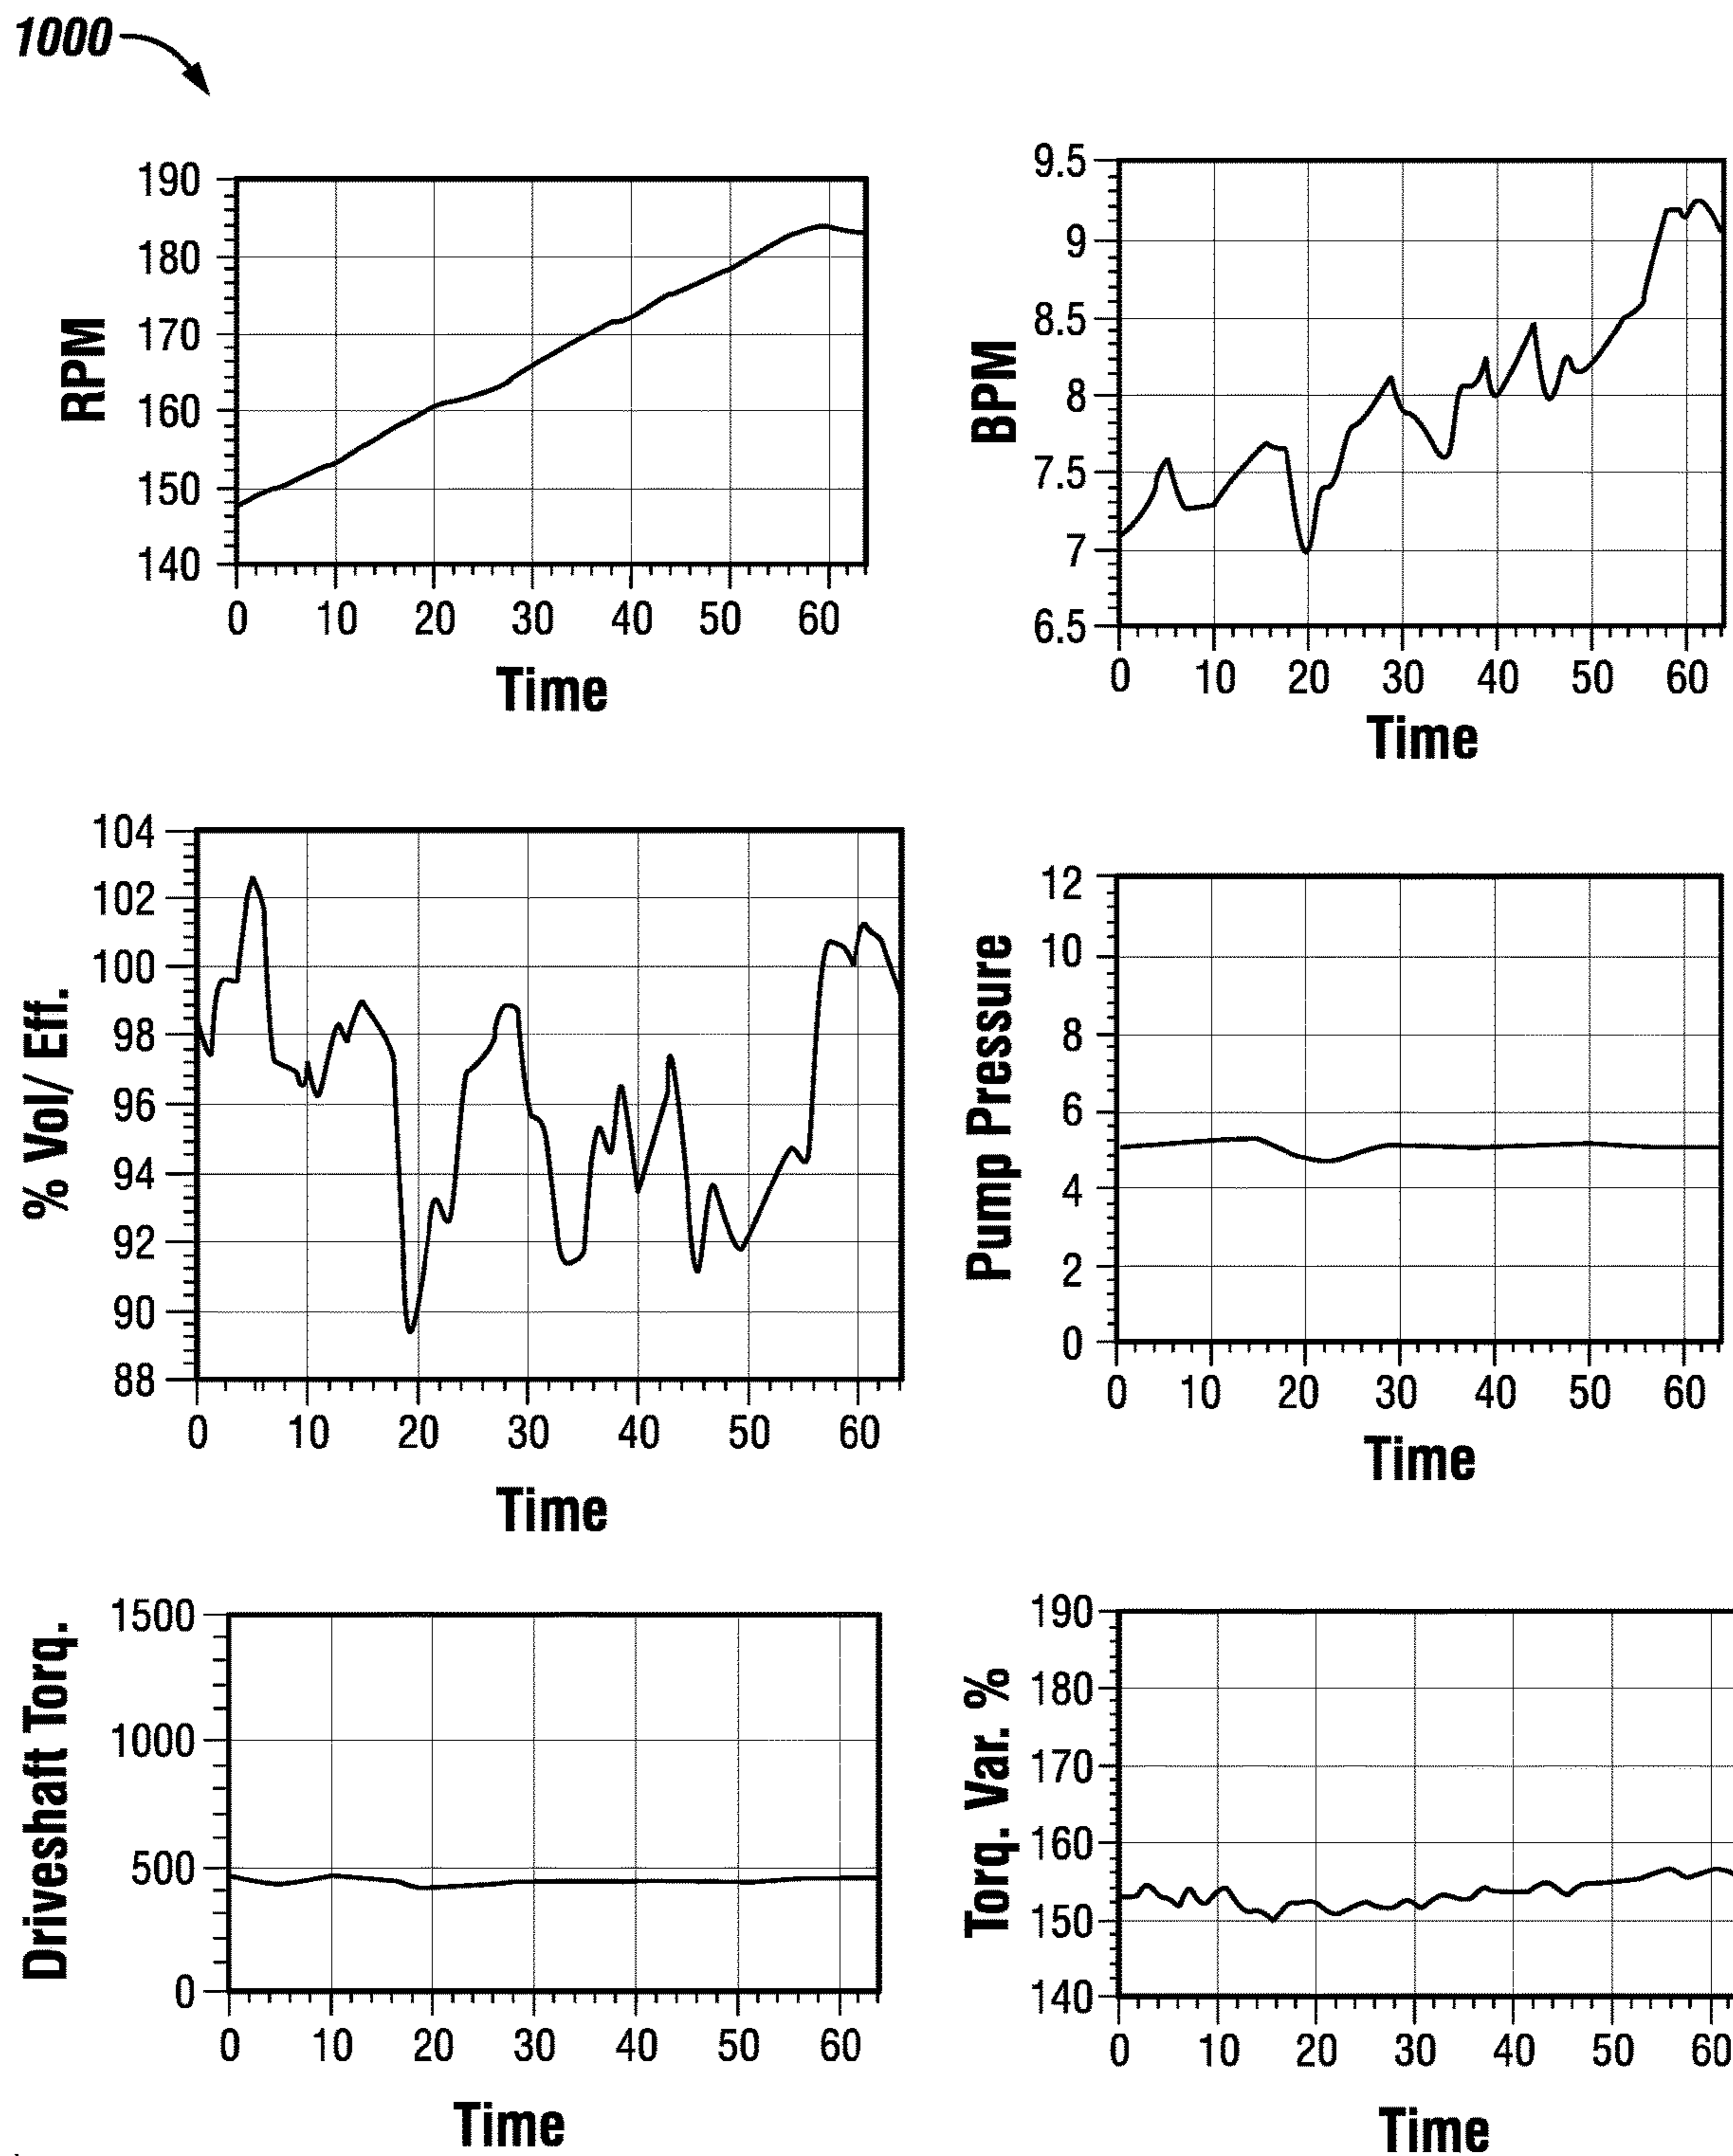 1000
RPM
190
180
170
160
150
140
0 10 20 30 40 50 60
Time
BPM
9.5
9
8.5
8
7.5
7
6.5
0 10 20 30 40 50 60
Time
% Vol/ Eff.
104
102
100
98
96
94
92
90
88
0 10 20 30 40 50 60
Time
Pump Pressure
12
10
8
6
4
2
0
0 10 20 30 40 50 60
Time
Driveshaft Torq.
1500
1000
500
0
0 10 20 30 40 50 60
Time
Torq. Var. %
190
180
170
160
150
140
0 10 20 30 40 50 60
Time